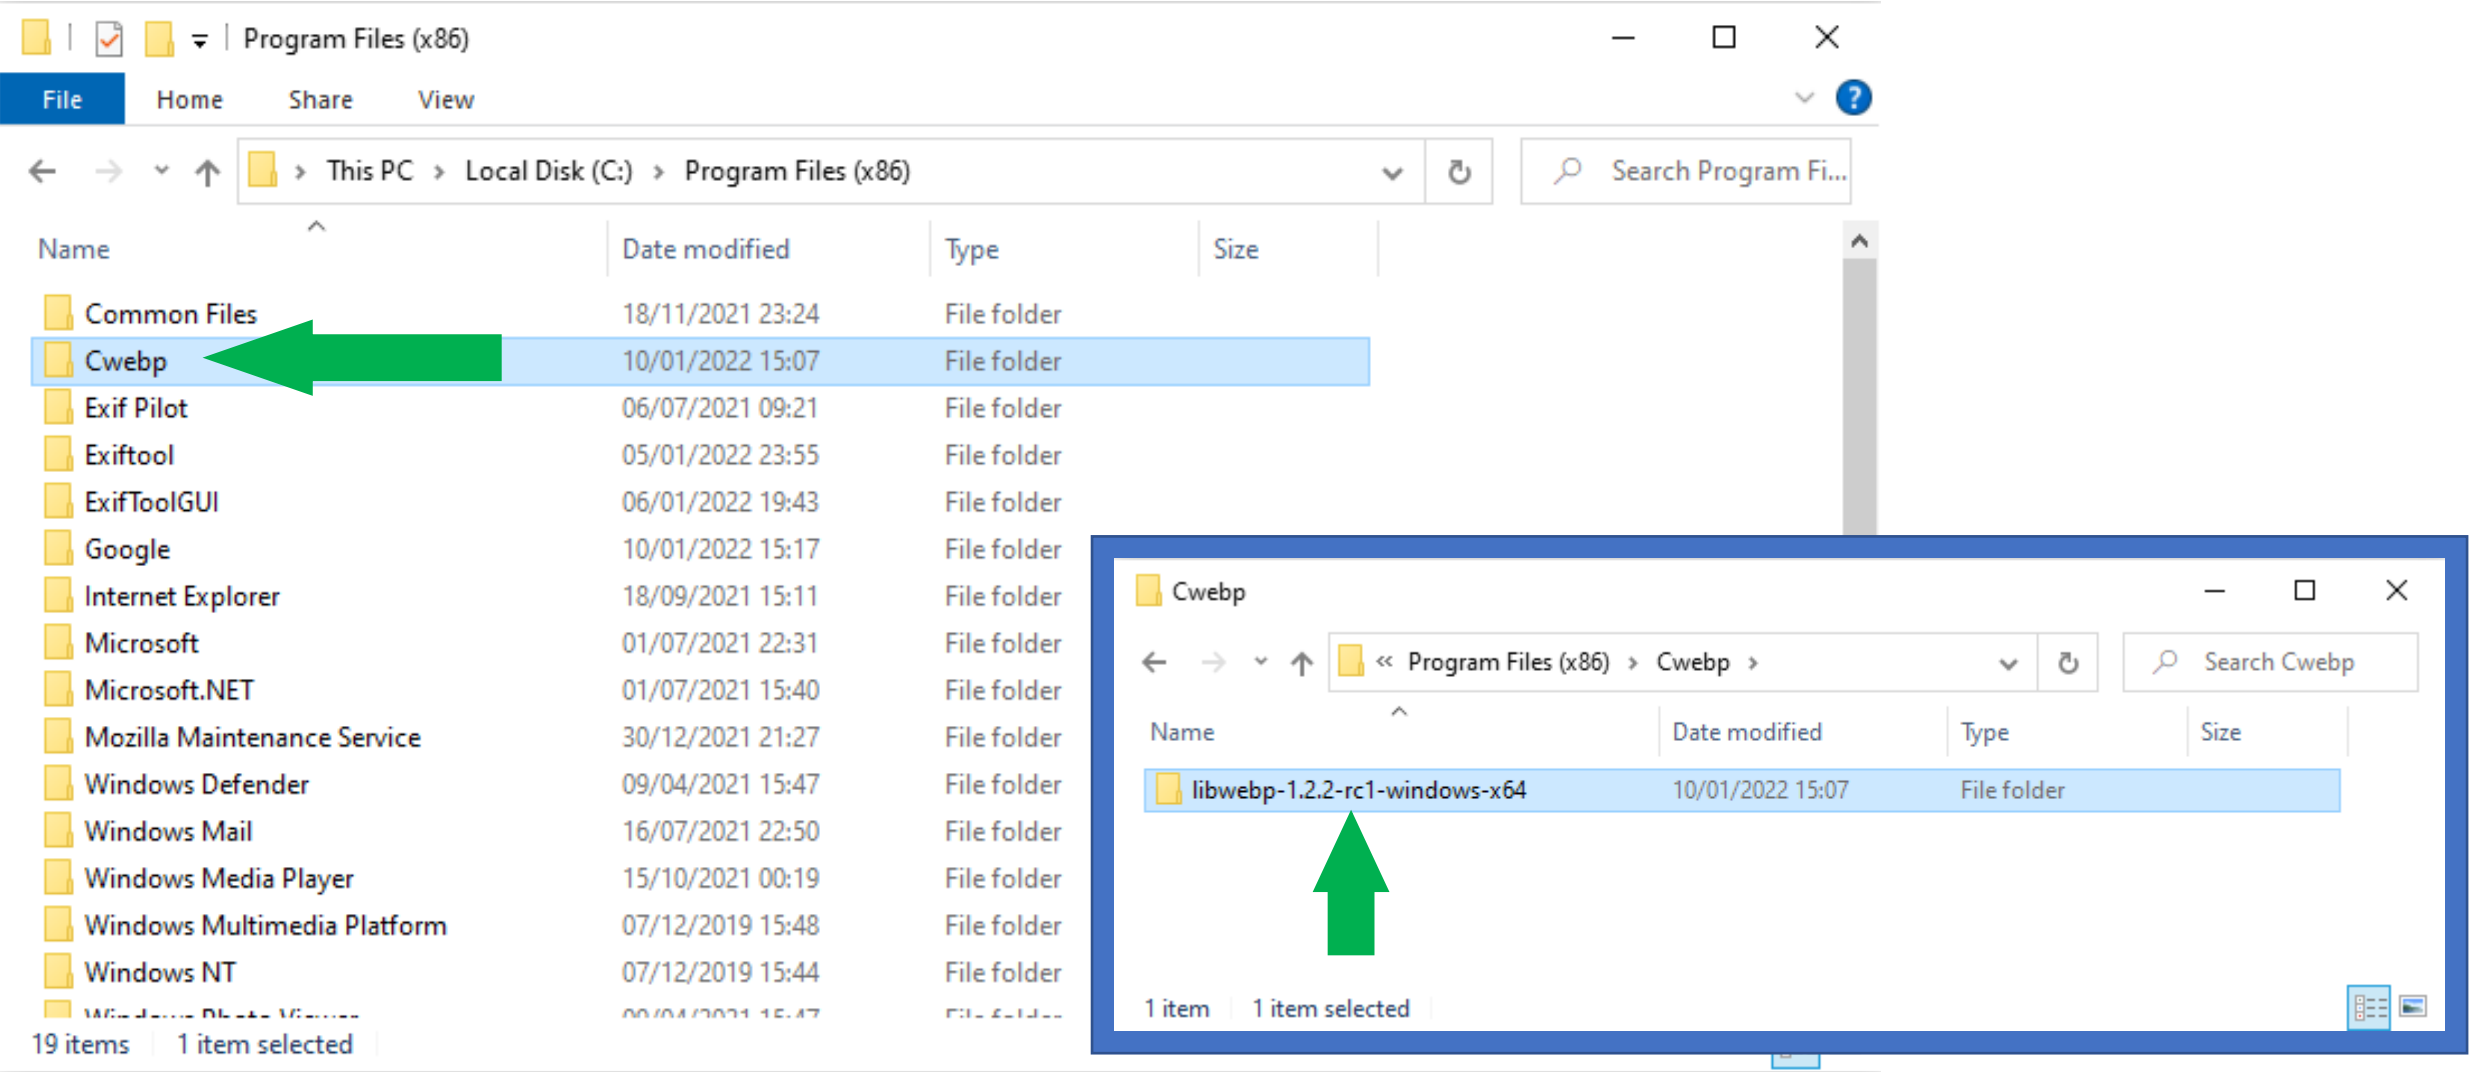 Program Files (x86)
File Home Share View
This PC Local Disk (C:) Program Files (x86) Search Program Fi...
Name Date modified Type Size
Common Files 18/11/2021 23:24 File folder
Cwebp 10/01/2022 15:07 File folder
Exif Pilot 06/07/2021 09:21 File folder
Exiftool 05/01/2022 23:55 File folder
ExifToolGUI 06/01/2022 19:43 File folder
Google 10/01/2022 15:17 File folder
Internet Explorer 18/09/2021 15:11 File folder
Microsoft 01/07/2021 22:31 File folder
Microsoft.NET 01/07/2021 15:40 File folder
Mozilla Maintenance Service 30/12/2021 21:27 File folder
Windows Defender 09/04/2021 15:47 File folder
Windows Mail 16/07/2021 22:50 File folder
Windows Media Player 15/10/2021 00:19 File folder
Windows Multimedia Platform 07/12/2019 15:48 File folder
Windows NT 07/12/2019 15:44 File folder
Windows Photo Viewer 09/04/2021 15:47 File folder
19 items 1 item selected
Cwebp
« Program Files (x86) Cwebp Search Cwebp
Name Date modified Type Size
libwebp-1.2.2-rc1-windows-x64 10/01/2022 15:07 File folder
1 item 1 item selected